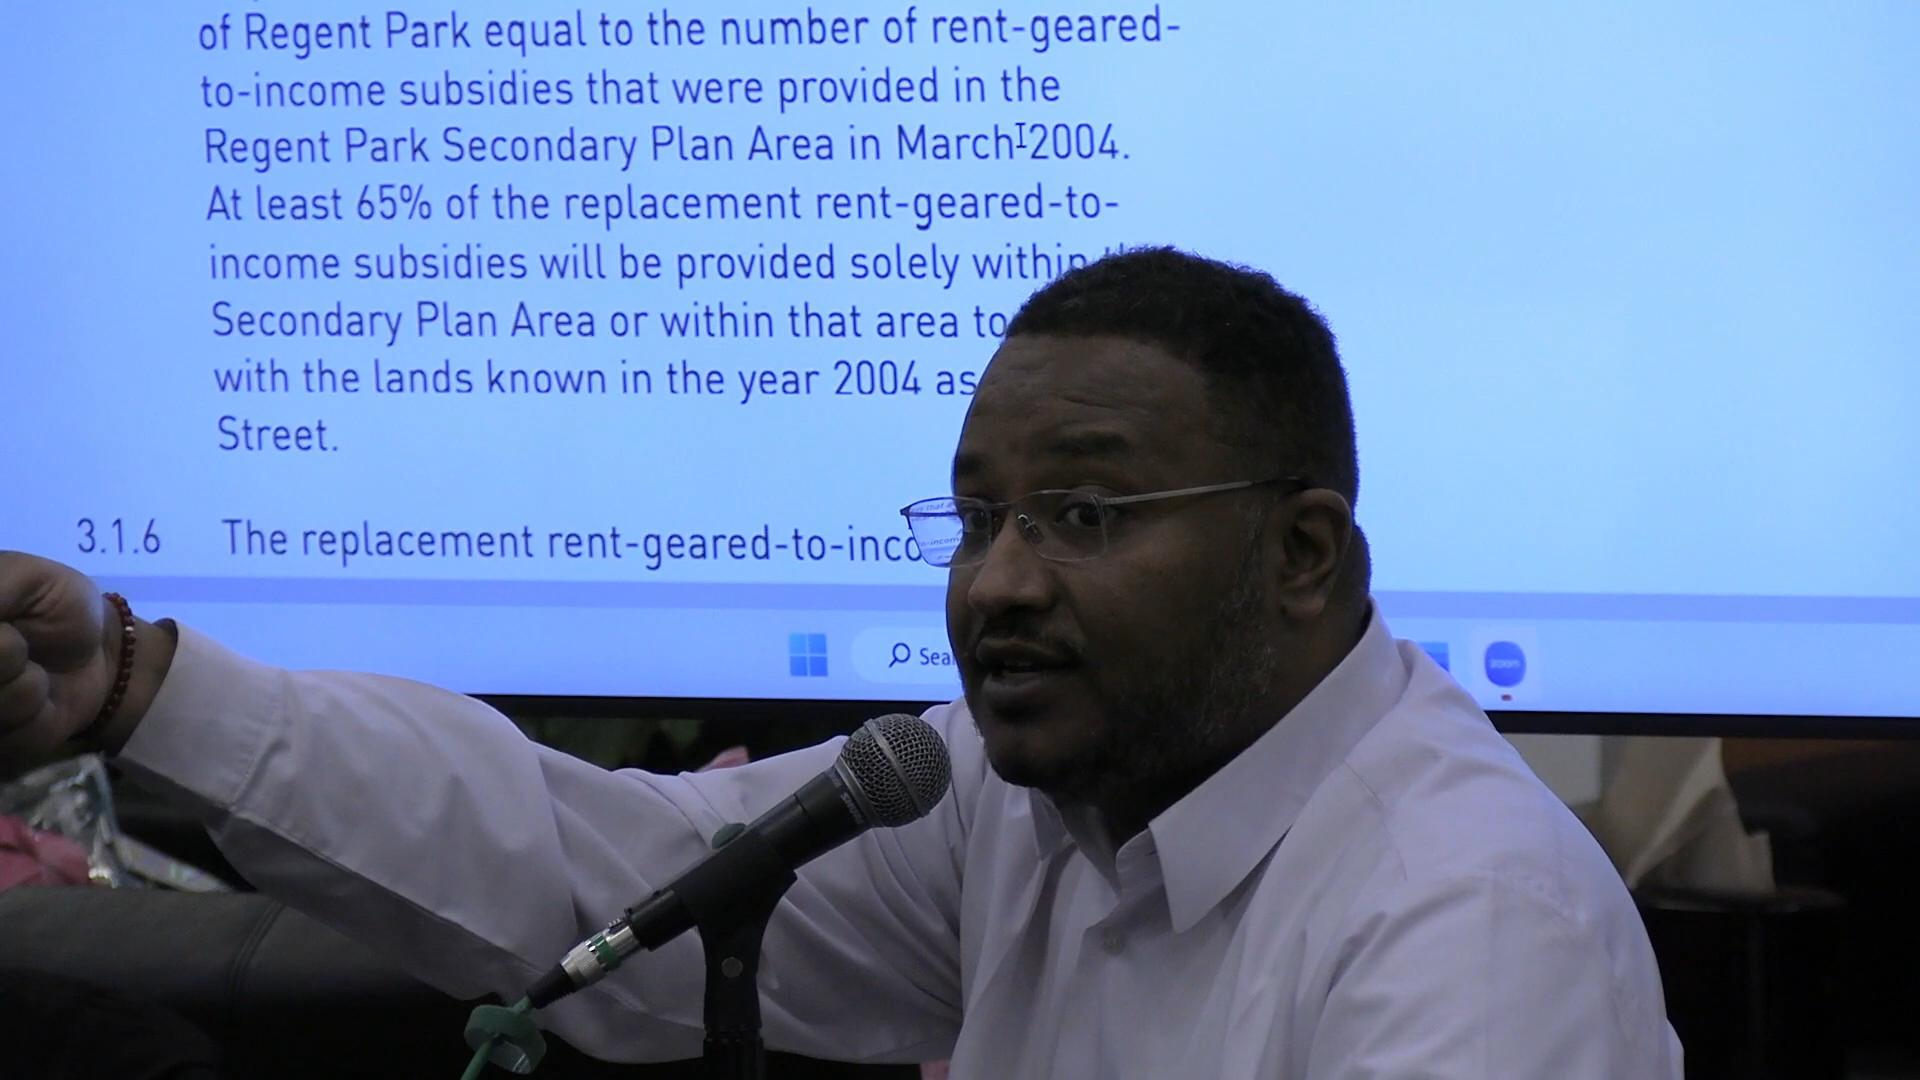 of Regent Park equal to the number of rent-geared-
to-income subsidies that were provided in the
Regent Park Secondary Plan Area in March 2004.
At least 65% of the replacement rent-geared-to-
income subsidies will be provided solely within
Secondary Plan Area or within that area
with the lands known in the year 2004 as
Street.
3.1.6 The replacement rent-geared-to-inco
Sea
zoom